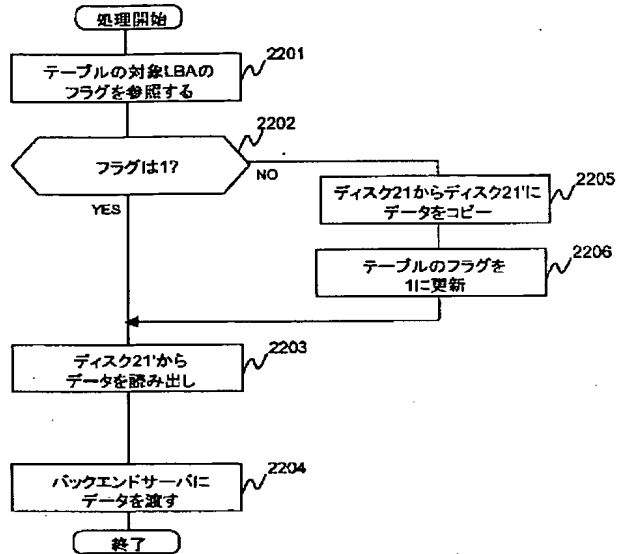 処理開始
テーブルの対象LBAの
フラグを参照する
2201
フラグは1?
2202
NO
YES
ディスク21からディスク21'に
データをコピー
2205
テーブルのフラグを
1に更新
2206
ディスク21'から
データを読み出し
2203
バックエンドサーバに
データを渡す
2204
終了